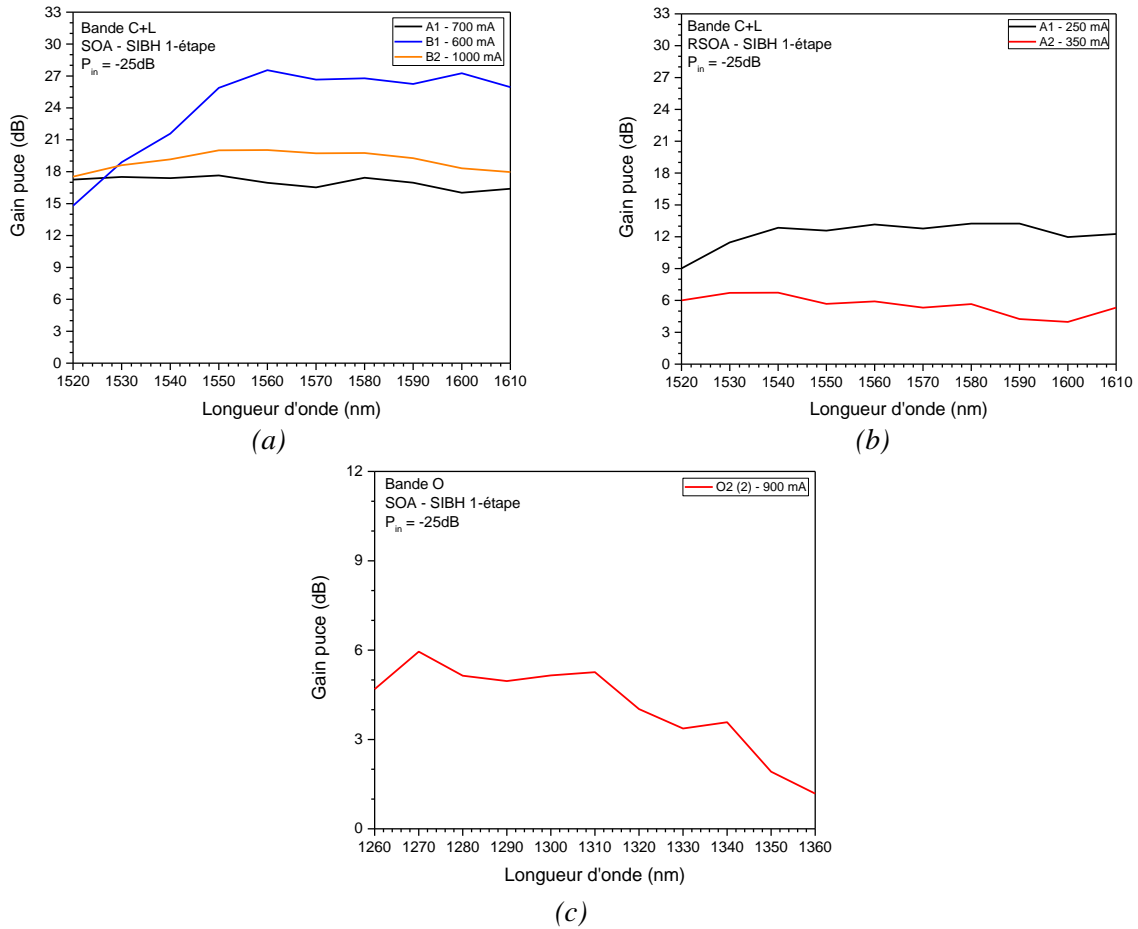 Bande C+L
SOA - SIBH 1-étape
P in = -25dB
A1 - 700 mA
B1 - 600 mA
B2 - 1000 mA
Gain puce (dB)
33
30
27
24
21
18
15
12
9
6
3
0
1520 1530 1540 1550 1560 1570 1580 1590 1600 1610
Longueur d'onde (nm)
(a)
Bande C+L
RSOA - SIBH 1-étape
P in = -25dB
A1 - 250 mA
A2 - 350 mA
Gain puce (dB)
33
30
27
24
21
18
15
12
9
6
3
0
1520 1530 1540 1550 1560 1570 1580 1590 1600 1610
Longueur d'onde (nm)
(b)
Bande O
SOA - SIBH 1-étape
P in = -25dB
O2 (2) - 900 mA
Gain puce (dB)
12
9
6
3
0
1260 1270 1280 1290 1300 1310 1320 1330 1340 1350 1360
Longueur d'onde (nm)
(c)